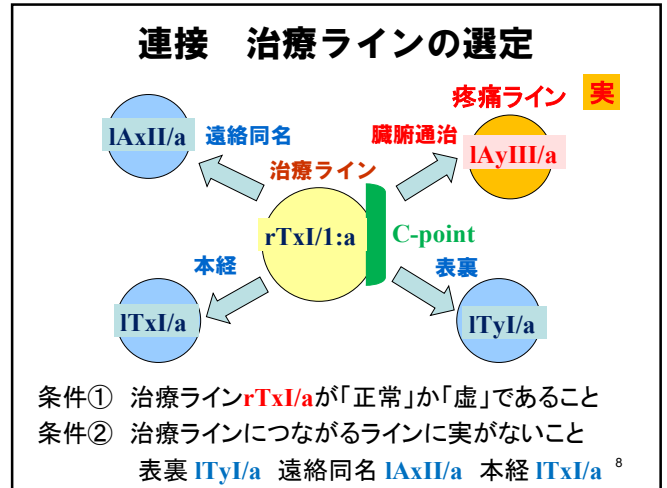 連接 治療ラインの選定
疼痛ライン 実
lAxII/a 遠絡同名 臓腑通治 lAyIII/a
治療ライン
rTxI/1:a C-point
本経 表裏
lTxI/a lTyI/a
条件① 治療ラインrTxI/aが「正常」か「虚」であること
条件② 治療ラインにつながるラインに実がないこと
表裏 lTyI/a 遠絡同名 lAxII/a 本経 lTxI/a 8